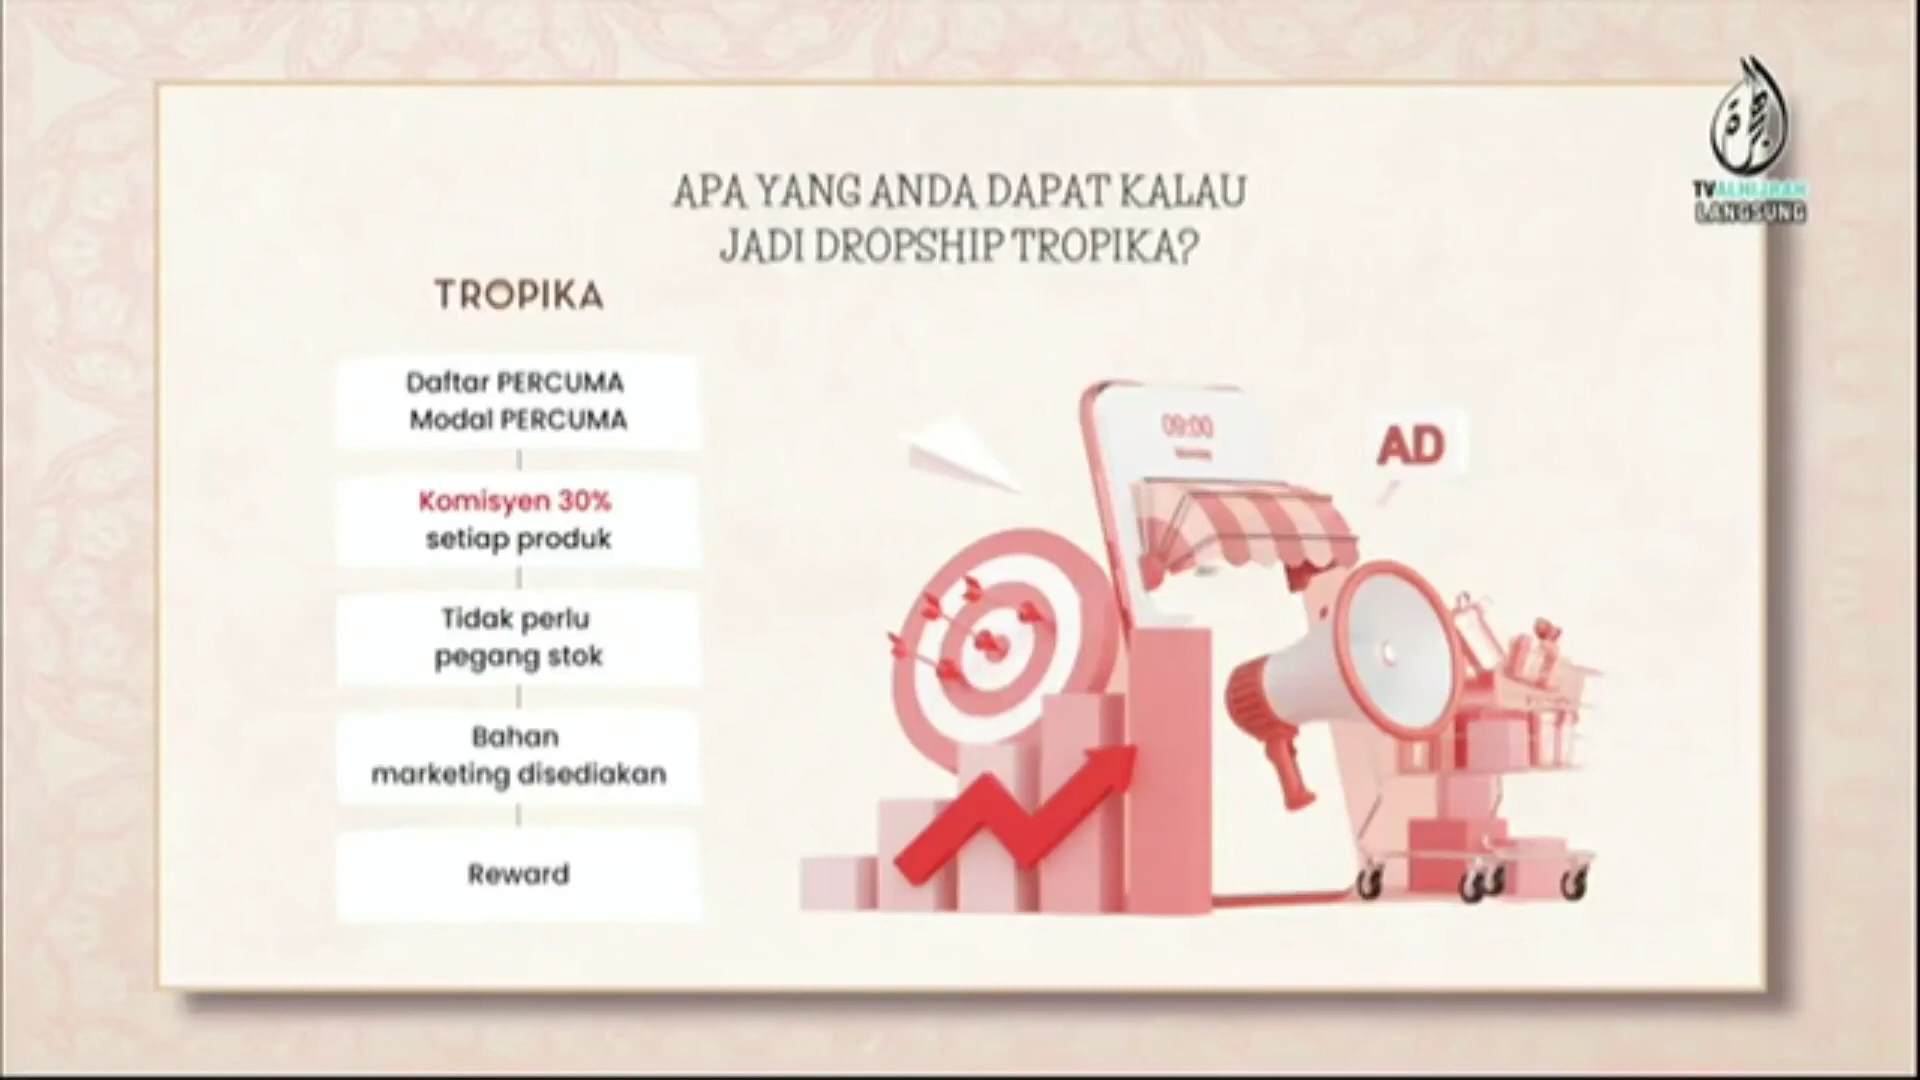 APA YANG ANDA DAPAT KALAU
JADI DROPSHIP TROPIKA?
TROPIKA
Daftar PERCUMA
Modal PERCUMA
Komisyen 30%
setiap produk
Tidak perlu
pegang stok
Bahan
marketing disediakan
Reward
09:00
AD
TVALHIJRAH
LANGSUNG